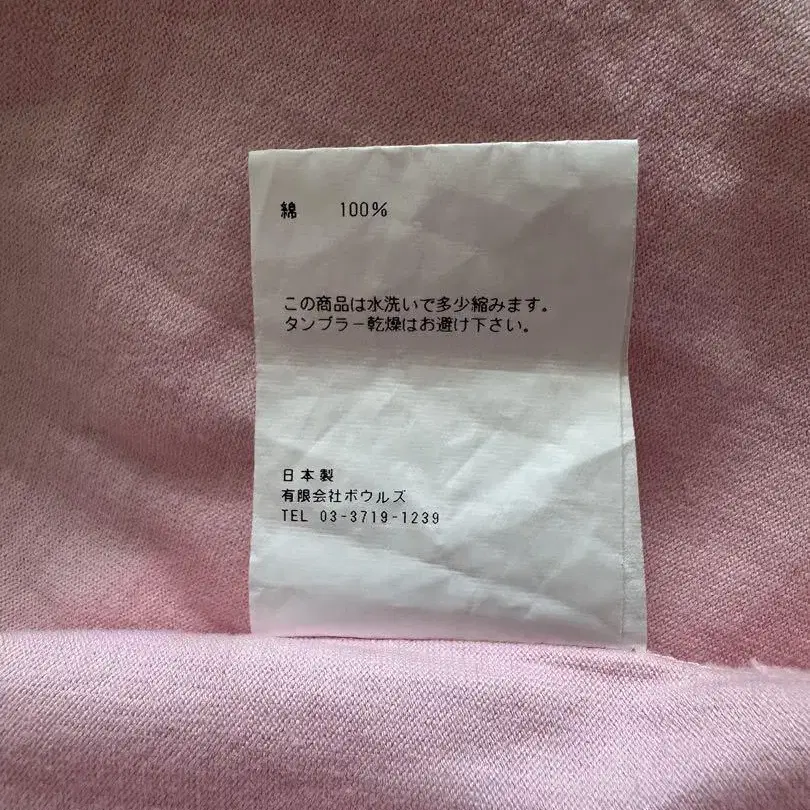 綿 100%
この商品は水洗いで多少縮みます。
タンブラー乾燥はお避け下さい。
日本製
有限会社ボウルズ
TEL 03-3719-1239